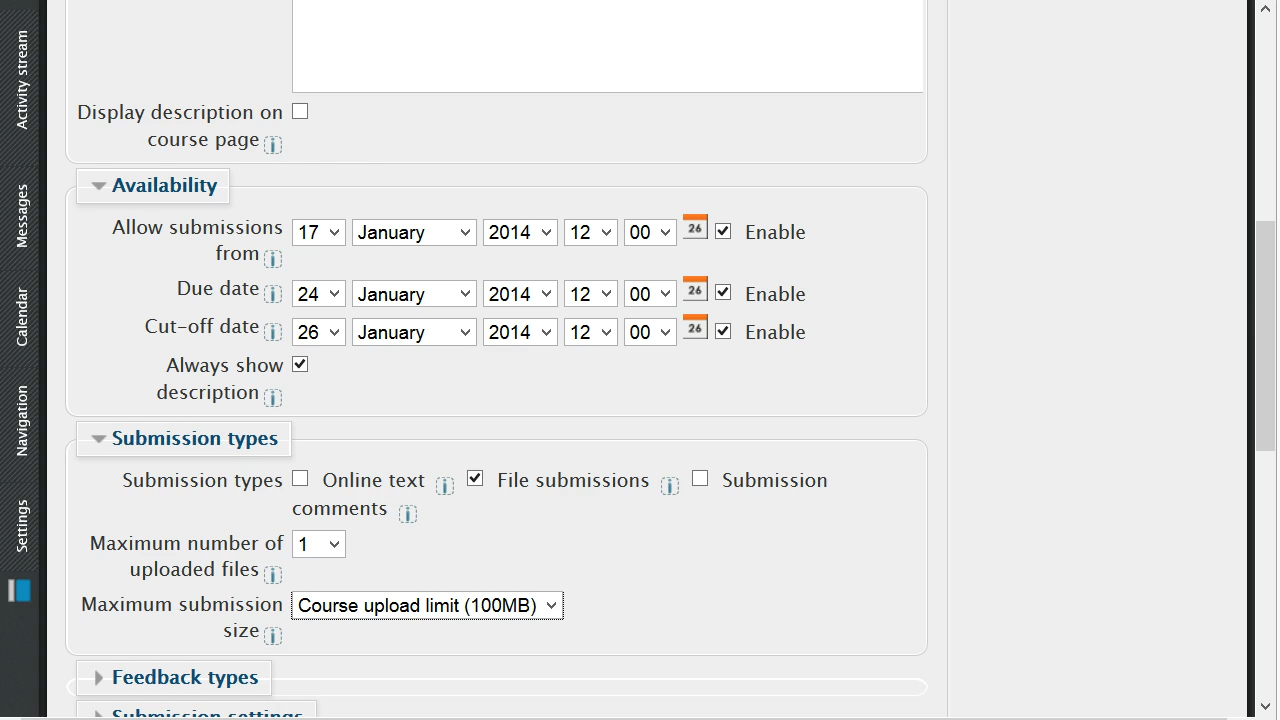 Activity stream
Messages
Calendar
Navigation
Settings
Display description on
course page
Availability
Allow submissions
from
17 January 2014 12 00 26 Enable
Due date 24 January 2014 12 00 26 Enable
Cut-off date 26 January 2014 12 00 26 Enable
Always show
description
Submission types
Submission types Online text File submissions Submission
comments
Maximum number of
uploaded files
1
Maximum submission
size
Course upload limit (100MB)
Feedback types
Submission settings